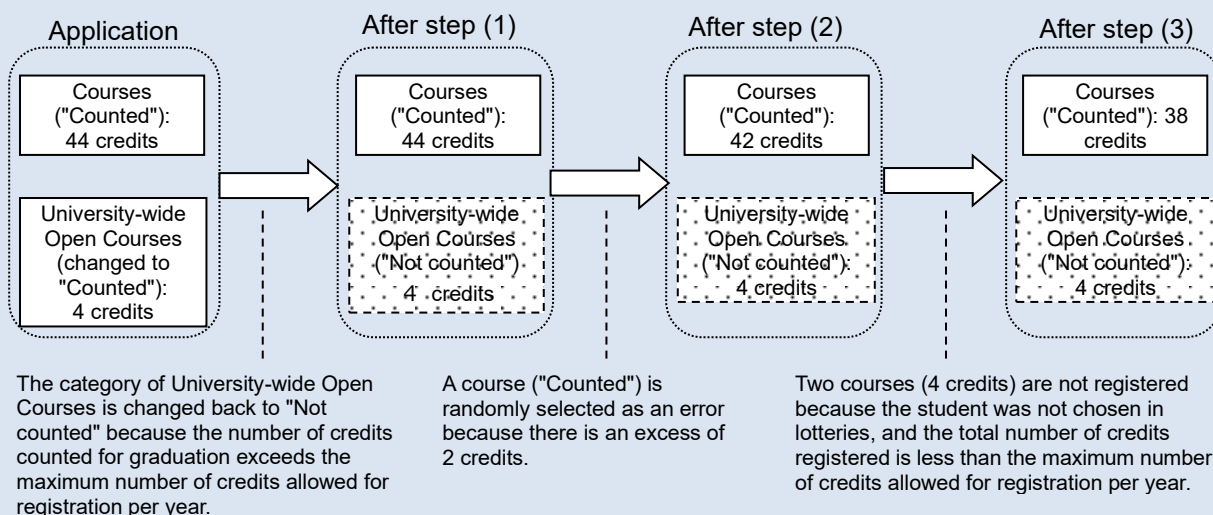 Application
After step (1)
After step (2)
After step (3)
Courses
("Counted"):
44 credits
Courses
("Counted"):
44 credits
Courses
("Counted"):
42 credits
Courses
("Counted"): 38
credits
University-wide
Open Courses
(changed to
"Counted"):
4 credits
University-wide
Open Courses
("Not counted")
4 credits
University-wide
Open Courses
("Not counted"):
4 credits
University-wide
Open Courses
("Not counted"):
4 credits
The category of University-wide Open
Courses is changed back to "Not
counted" because the number of credits
counted for graduation exceeds the
maximum number of credits allowed for
registration per year.
A course ("Counted") is
randomly selected as an error
because there is an excess of
2 credits.
Two courses (4 credits) are not registered
because the student was not chosen in
lotteries, and the total number of credits
registered is less than the maximum number
of credits allowed for registration per year.